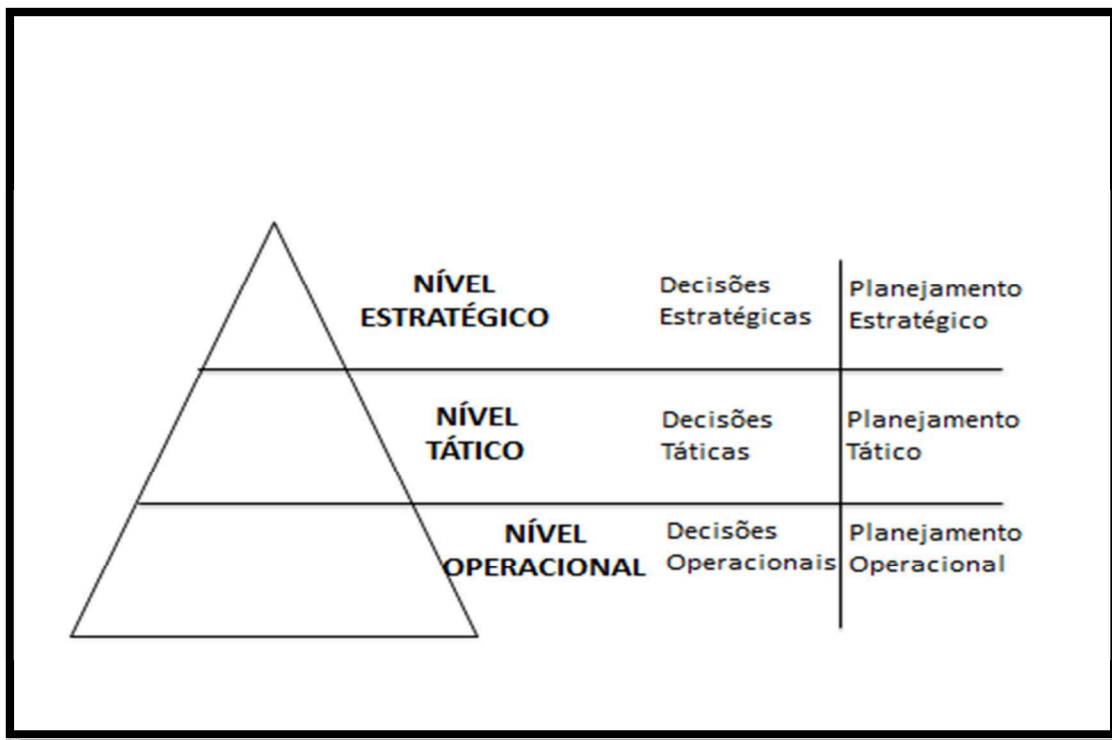 NÍVEL
ESTRATÉGICO
Decisões
Estratégicas
Planejamento
Estratégico
NÍVEL
TÁTICO
Decisões
Táticas
Planejamento
Tático
NÍVEL
OPERACIONAL
Decisões
Operacionais
Planejamento
Operacional